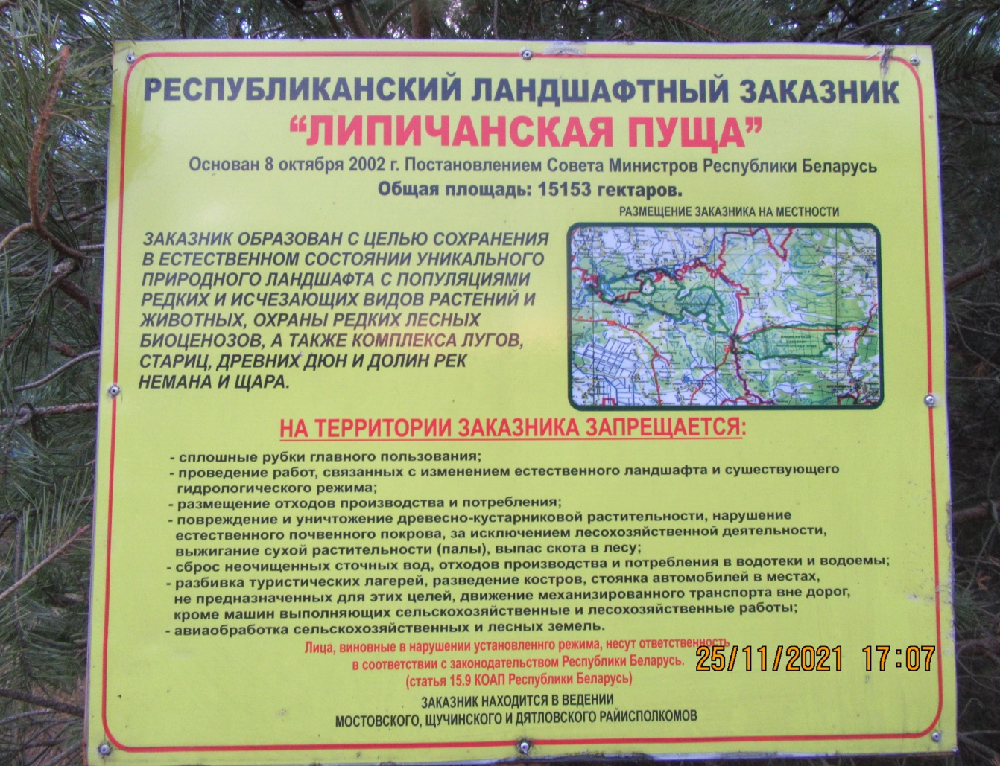 РЕСПУБЛИКАНСКИЙ ЛАНДШАФТНЫЙ ЗАКАЗНИК
“ЛИПИЧАНСКАЯ ПУЩА”
Основан 8 октября 2002 г. Постановлением Совета Министров Республики Беларусь
Общая площадь: 15153 гектаров.
РАЗМЕЩЕНИЕ ЗАКАЗНИКА НА МЕСТНОСТИ
ЗАКАЗНИК ОБРАЗОВАН С ЦЕЛЬЮ СОХРАНЕНИЯ
В ЕСТЕСТВЕННОМ СОСТОЯНИИ УНИКАЛЬНОГО
ПРИРОДНОГО ЛАНДШАФТА С ПОПУЛЯЦИЯМИ
РЕДКИХ И ИСЧЕЗАЮЩИХ ВИДОВ РАСТЕНИЙ И
ЖИВОТНЫХ, ОХРАНЫ РЕДКИХ ЛЕСНЫХ
БИОЦЕНОЗОВ, А ТАКЖЕ КОМПЛЕКСА ЛУГОВ,
СТАРИЦ, ДРЕВНИХ ДЮН И ДОЛИН РЕК
НЕМАНА И ЩАРА.
НА ТЕРРИТОРИИ ЗАКАЗНИКА ЗАПРЕЩАЕТСЯ:
- сплошные рубки главного пользования;
- проведение работ, связанных с изменением естественного ландшафта и сушествующего
гидрологического режима;
- размещение отходов производства и потребления;
- повреждение и уничтожение древесно-кустарниковой растительности, нарушение
естественного почвенного покрова, за исключением лесохозяйственной деятельности,
выжигание сухой растительности (палы), выпас скота в лесу;
- сброс неочищенных сточных вод, отходов производства и потребления в водотеки и водоемы;
- разбивка туристических лагерей, разведение костров, стоянка автомобилей в местах,
не предназначенных для этих целей, движение механизированного транспорта вне дорог,
кроме машин выполняющих сельскохозяйственные и лесохозяйственные работы;
- авиаобработка сельскохозяйственных и лесных земель.
Лица, виновные в нарушении установленнго режима, несут ответственность
в соответствии с законодательством Республики Беларусь.
(статья 15.9 КОАП Республики Беларусь)
ЗАКАЗНИК НАХОДИТСЯ В ВЕДЕНИИ
МОСТОВСКОГО, ЩУЧИНСКОГО И ДЯТЛОВСКОГО РАЙИСПОЛКОМОВ
25/11/2021 17:07